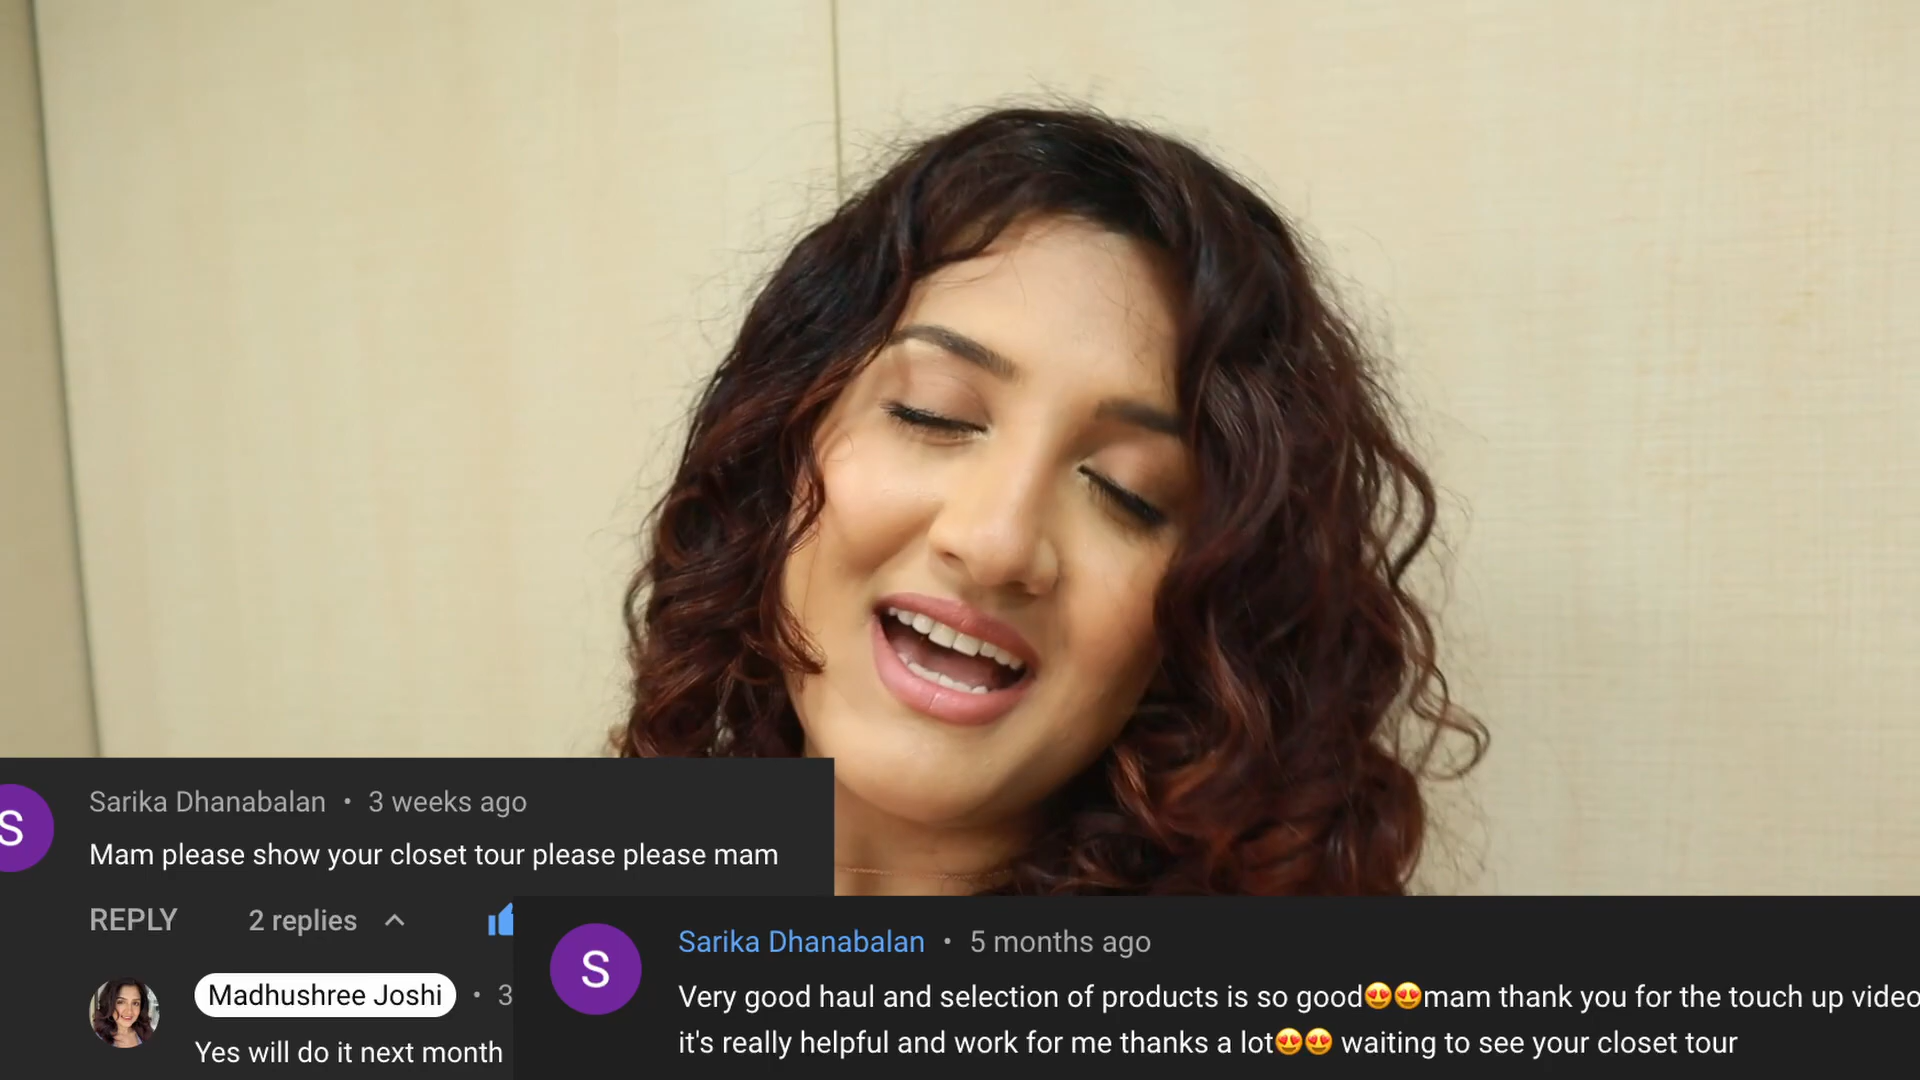 S
Sarika Dhanabalan • 3 weeks ago
Mam please show your closet tour please please mam
REPLY 2 replies
Madhushree Joshi • 3
Yes will do it next month
S
Sarika Dhanabalan • 5 months ago
Very good haul and selection of products is so good😍😍mam thank you for the touch up video
it's really helpful and work for me thanks a lot😍😍 waiting to see your closet tour